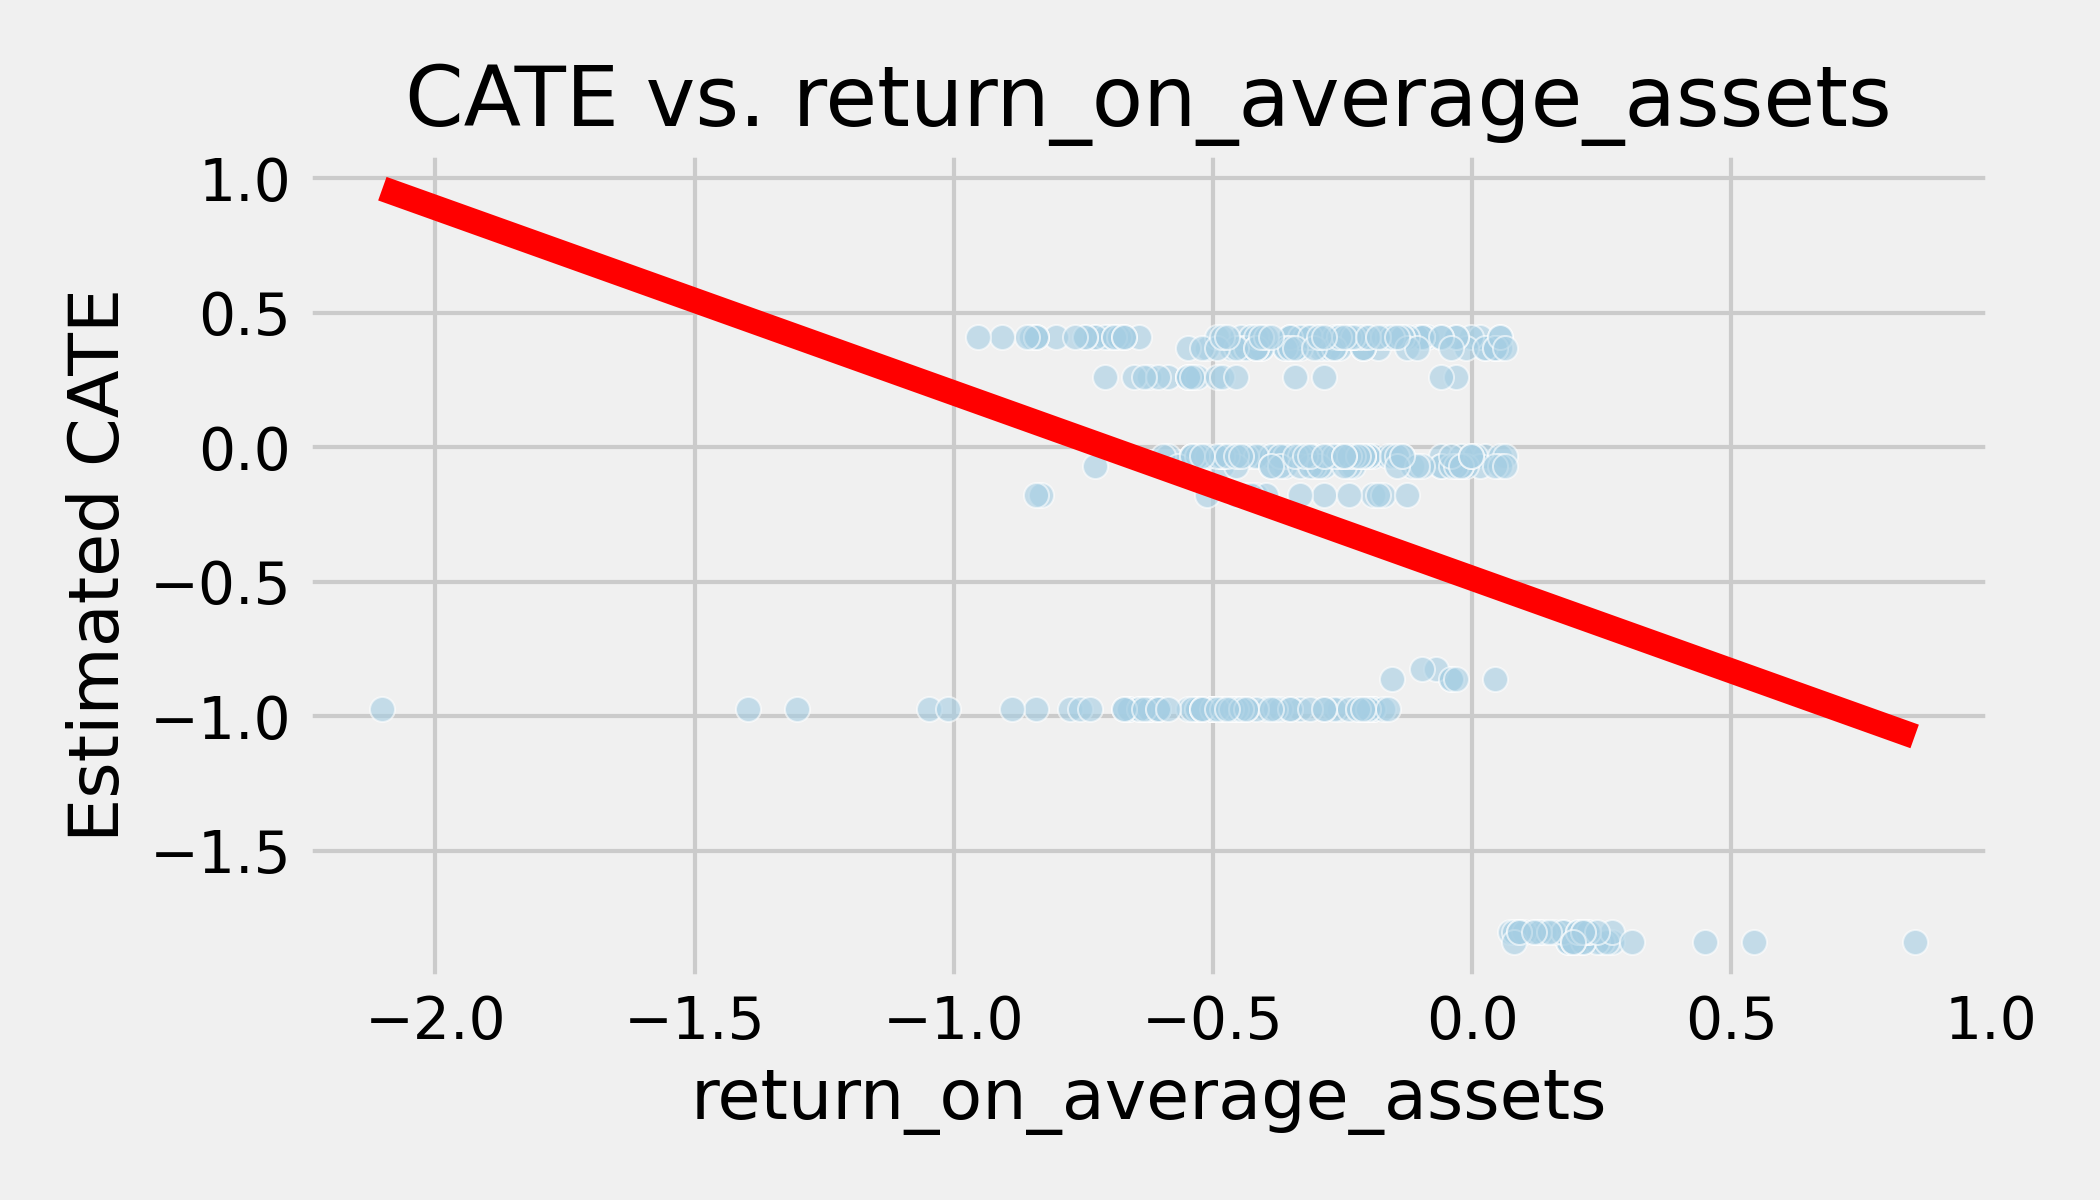 CATE vs. return_on_average_assets
Estimated CATE
1.0
0.5
0.0
−0.5
−1.0
−1.5
−2.0 −1.5 −1.0 −0.5 0.0 0.5 1.0
return_on_average_assets